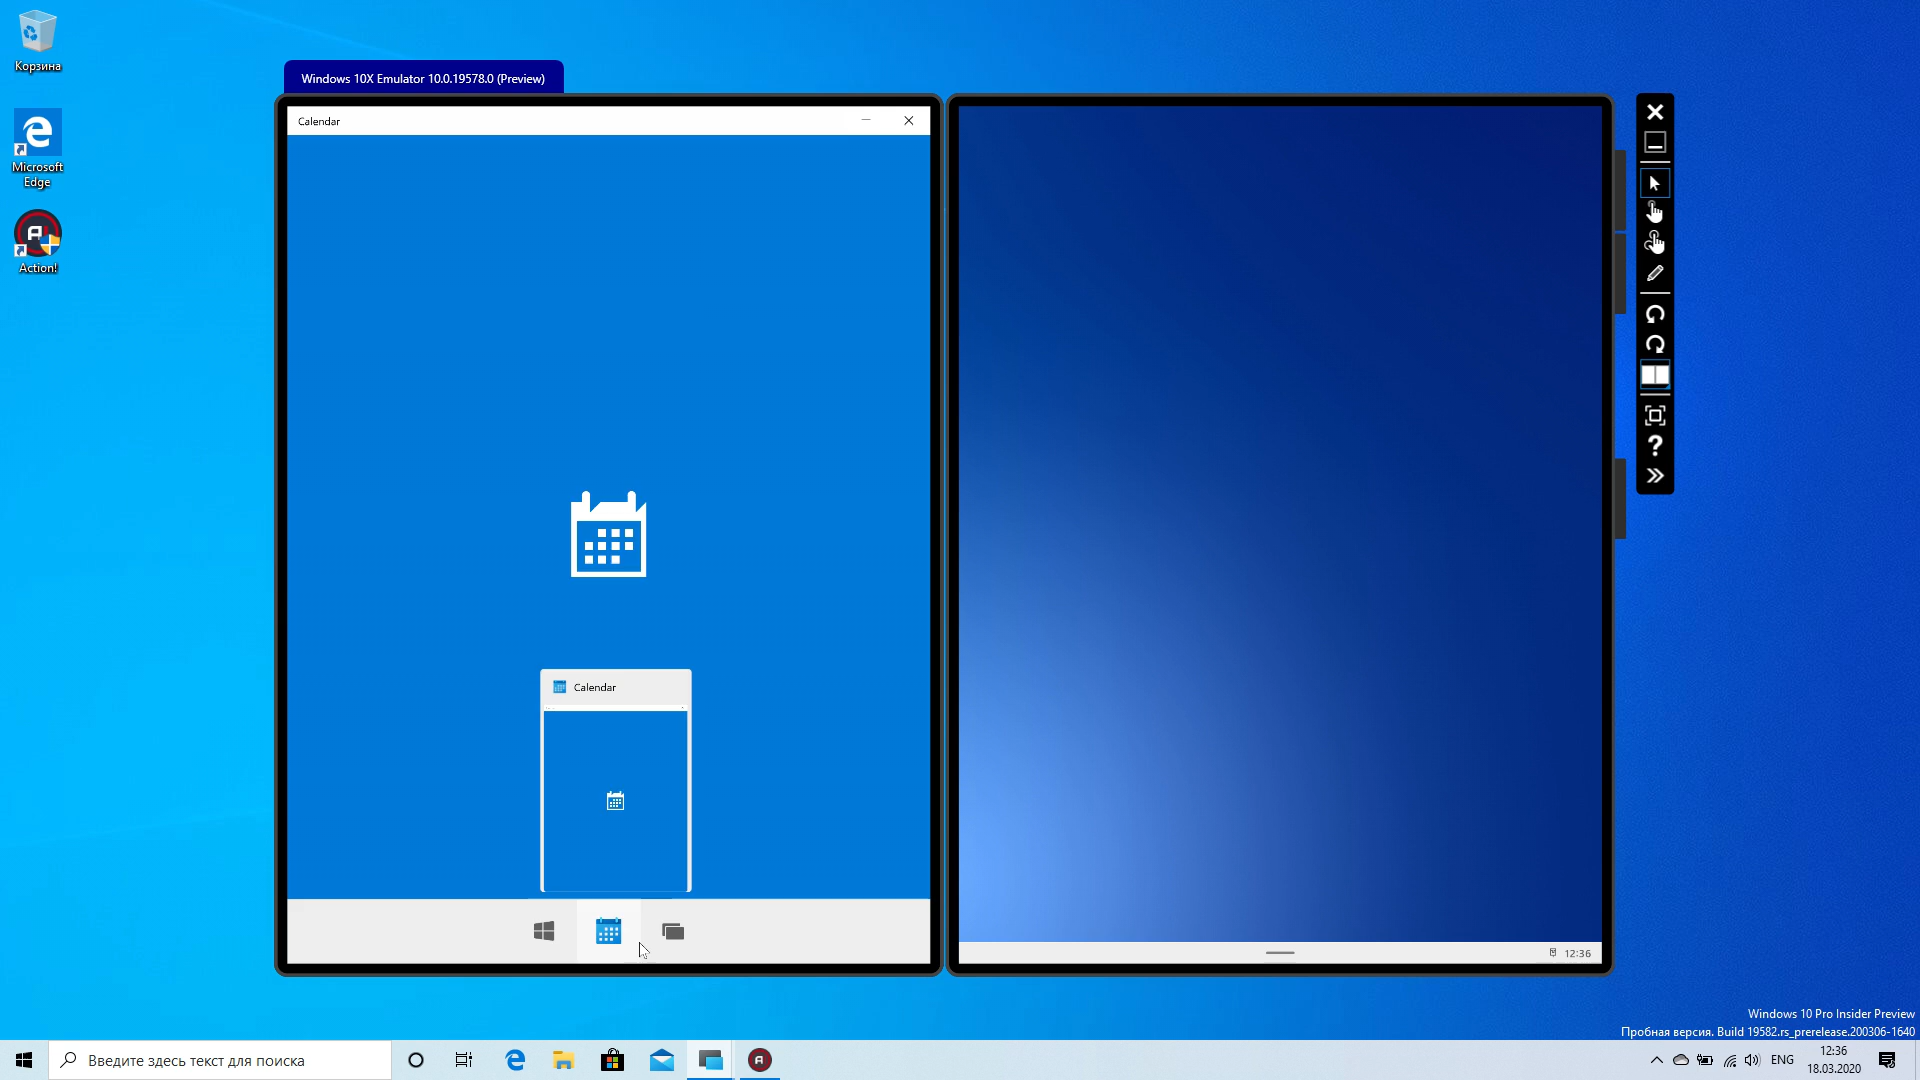 Корзина
Microsoft
Edge
Action!
Windows 10X Emulator 10.0.19578.0 (Preview)
Calendar
Calendar
12:36
Windows 10 Pro Insider Preview
Пробная версия. Build 19582.rs_prerelease.200306-1640
Введите здесь текст для поиска
ENG
12:36
18.03.2020